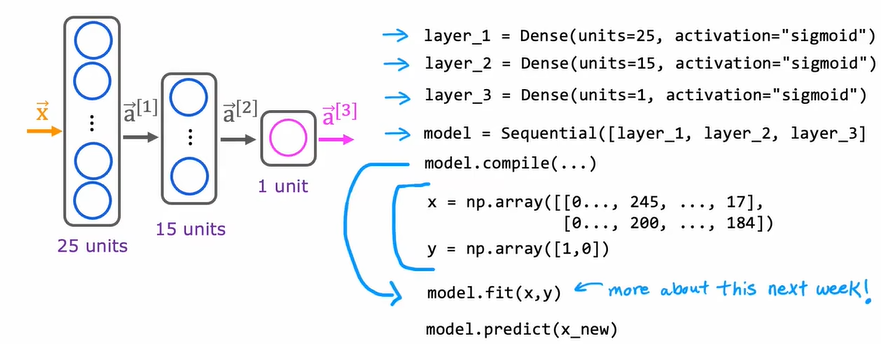 x⃗
a⃗[1]
a⃗[2]
a⃗[3]
25 units
15 units
1 unit
layer_1 = Dense(units=25, activation="sigmoid")
layer_2 = Dense(units=15, activation="sigmoid")
layer_3 = Dense(units=1, activation="sigmoid")
model = Sequential([layer_1, layer_2, layer_3]
model.compile(...)
x = np.array([[0..., 245, ..., 17],
[0..., 200, ..., 184])
y = np.array([1,0])
model.fit(x,y) more about this next week!
model.predict(x_new)